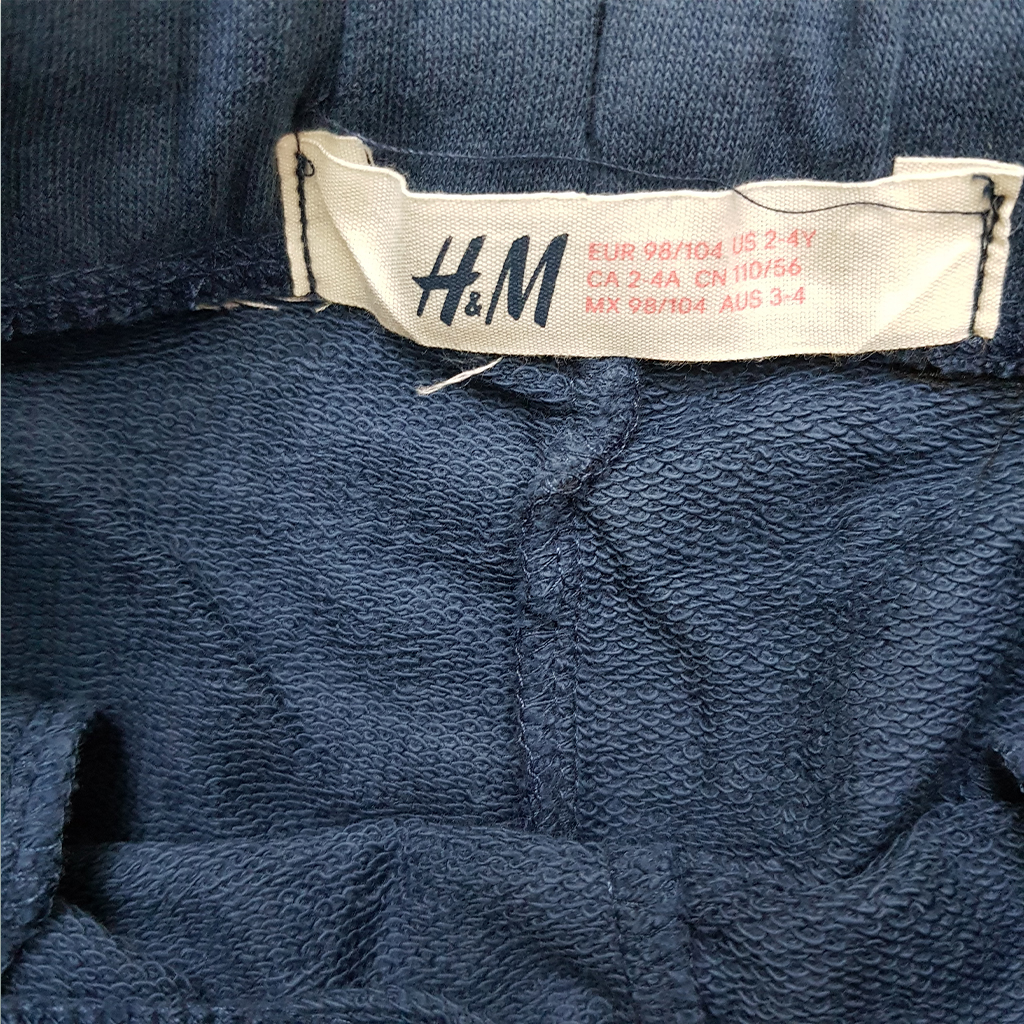 H&M
EUR 98/104 US 2-4Y
CA 2-4A CN 110/56
MX 98/104 AUS 3-4